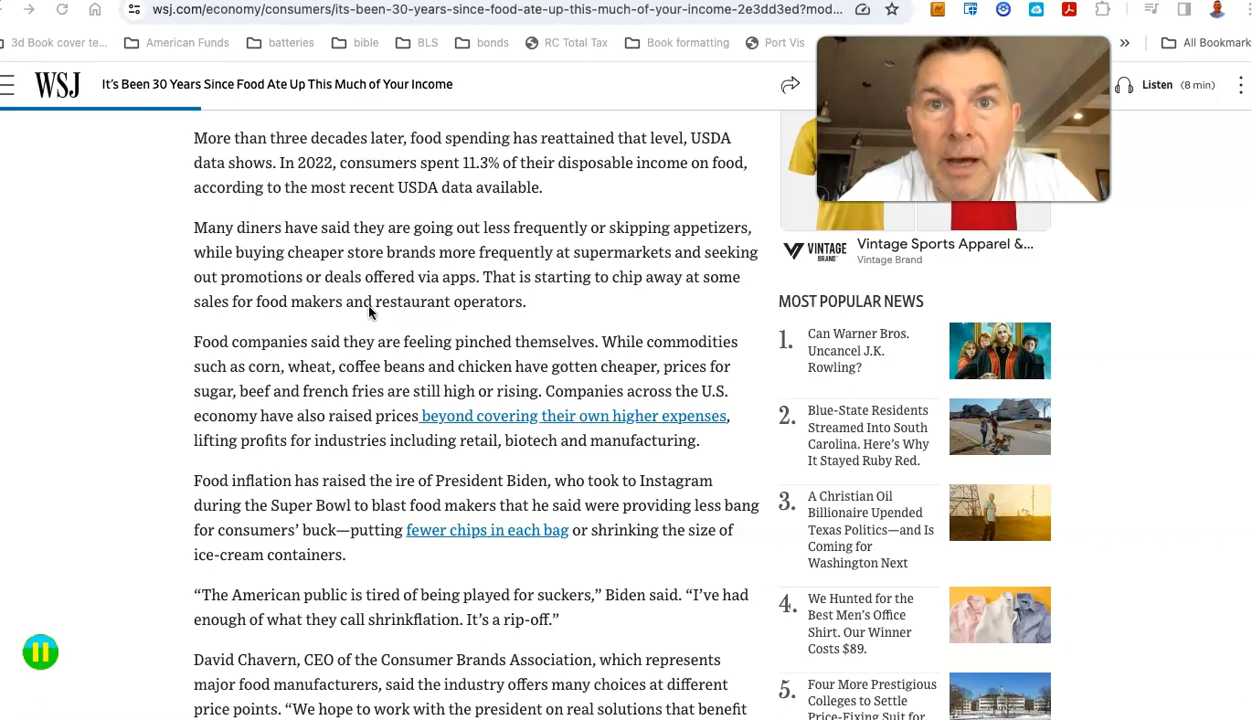 wsj.com/economy/consumers/its-been-30-years-since-food-ate-up-this-much-of-your-income-2e3dd3ed?mod...
3d Book cover te...
American Funds
batteries
bible
BLS
bonds
RC Total Tax
Book formatting
Port Vis
»
All Bookmark
WSJ
It's Been 30 Years Since Food Ate Up This Much of Your Income
Listen (8 min)
More than three decades later, food spending has reattained that level, USDA
data shows. In 2022, consumers spent 11.3% of their disposable income on food,
according to the most recent USDA data available.
Many diners have said they are going out less frequently or skipping appetizers,
while buying cheaper store brands more frequently at supermarkets and seeking
out promotions or deals offered via apps. That is starting to chip away at some
sales for food makers and restaurant operators.
Food companies said they are feeling pinched themselves. While commodities
such as corn, wheat, coffee beans and chicken have gotten cheaper, prices for
sugar, beef and french fries are still high or rising. Companies across the U.S.
economy have also raised prices beyond covering their own higher expenses,
lifting profits for industries including retail, biotech and manufacturing.
Food inflation has raised the ire of President Biden, who took to Instagram
during the Super Bowl to blast food makers that he said were providing less bang
for consumers' buck—putting fewer chips in each bag or shrinking the size of
ice-cream containers.
“The American public is tired of being played for suckers,” Biden said. “I've had
enough of what they call shrinkflation. It's a rip-off.”
David Chavern, CEO of the Consumer Brands Association, which represents
major food manufacturers, said the industry offers many choices at different
price points. “We hope to work with the president on real solutions that benefit
VINTAGE
BRAND
Vintage Sports Apparel &...
Vintage Brand
MOST POPULAR NEWS
1.
Can Warner Bros.
Uncancel J.K.
Rowling?
2.
Blue-State Residents
Streamed Into South
Carolina. Here's Why
It Stayed Ruby Red.
3.
A Christian Oil
Billionaire Upended
Texas Politics—and Is
Coming for
Washington Next
4.
We Hunted for the
Best Men's Office
Shirt. Our Winner
Costs $89.
5.
Four More Prestigious
Colleges to Settle
Price-Fixing Suit for